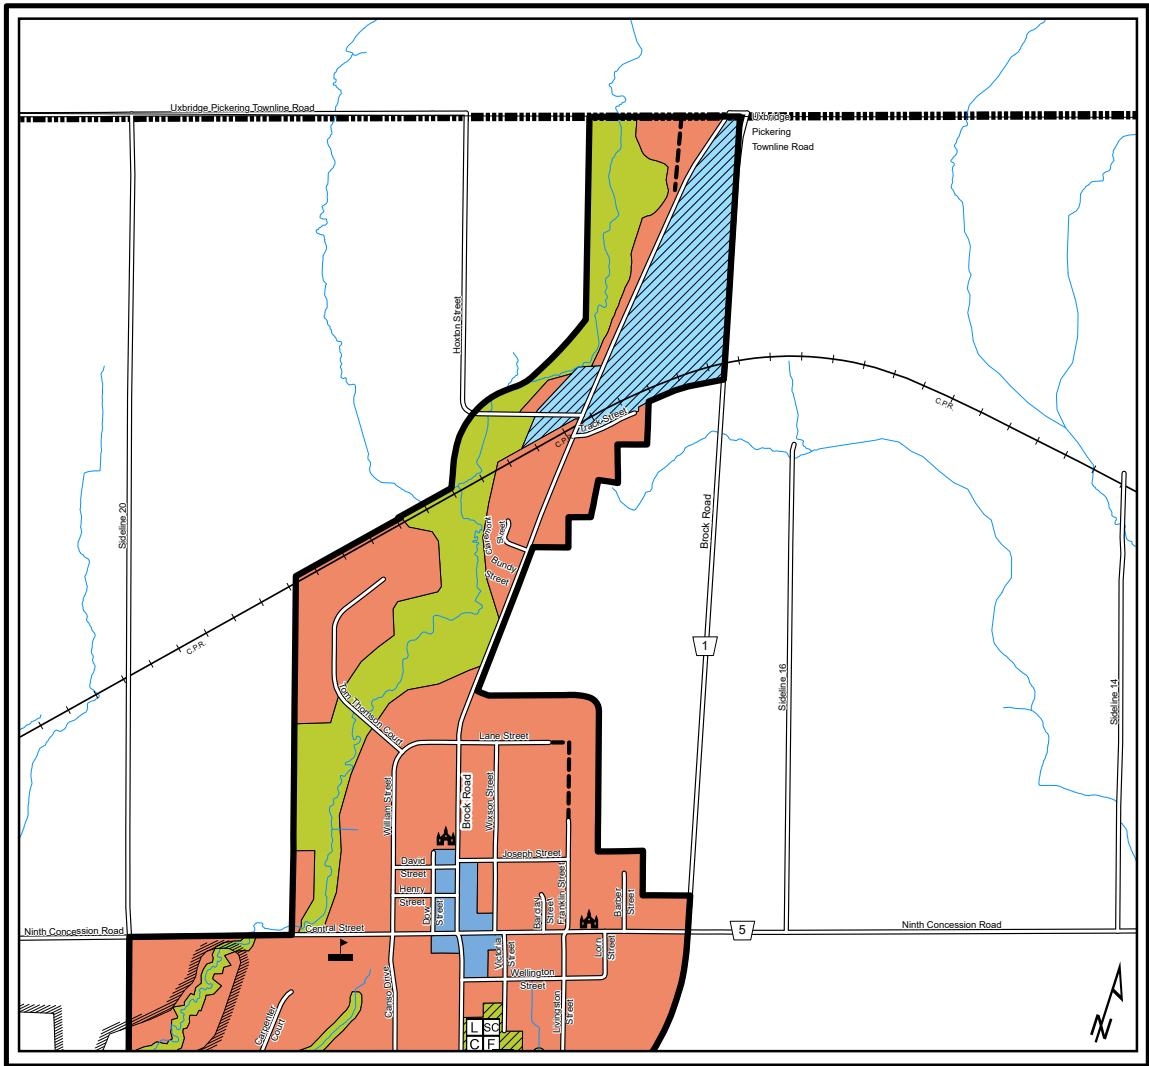 Uxbridge Pickering Townline Road
Uxbridge
Pickering
Townline Road
Hoxton Street
C.P.R.
Track Street
C.P.R.
Sideline 20
Claremont
Street
Bundy
Street
Brock Road
1
C.P.R.
Sideline 16
Sideline 14
Tom Thomson Court
Lane Street
William Street
Brock Road
Wixson Street
David
Street
Joseph Street
Henry
Street
Dow
Street
Barclay
Street
Franklin Street
Barber
Street
Ninth Concession Road
Central Street
5
Ninth Concession Road
Victoria
Street
Lorn
Street
Wellington
Street
Canso Drive
Carpenter
Court
Livingston
Street
L SC
C F
N